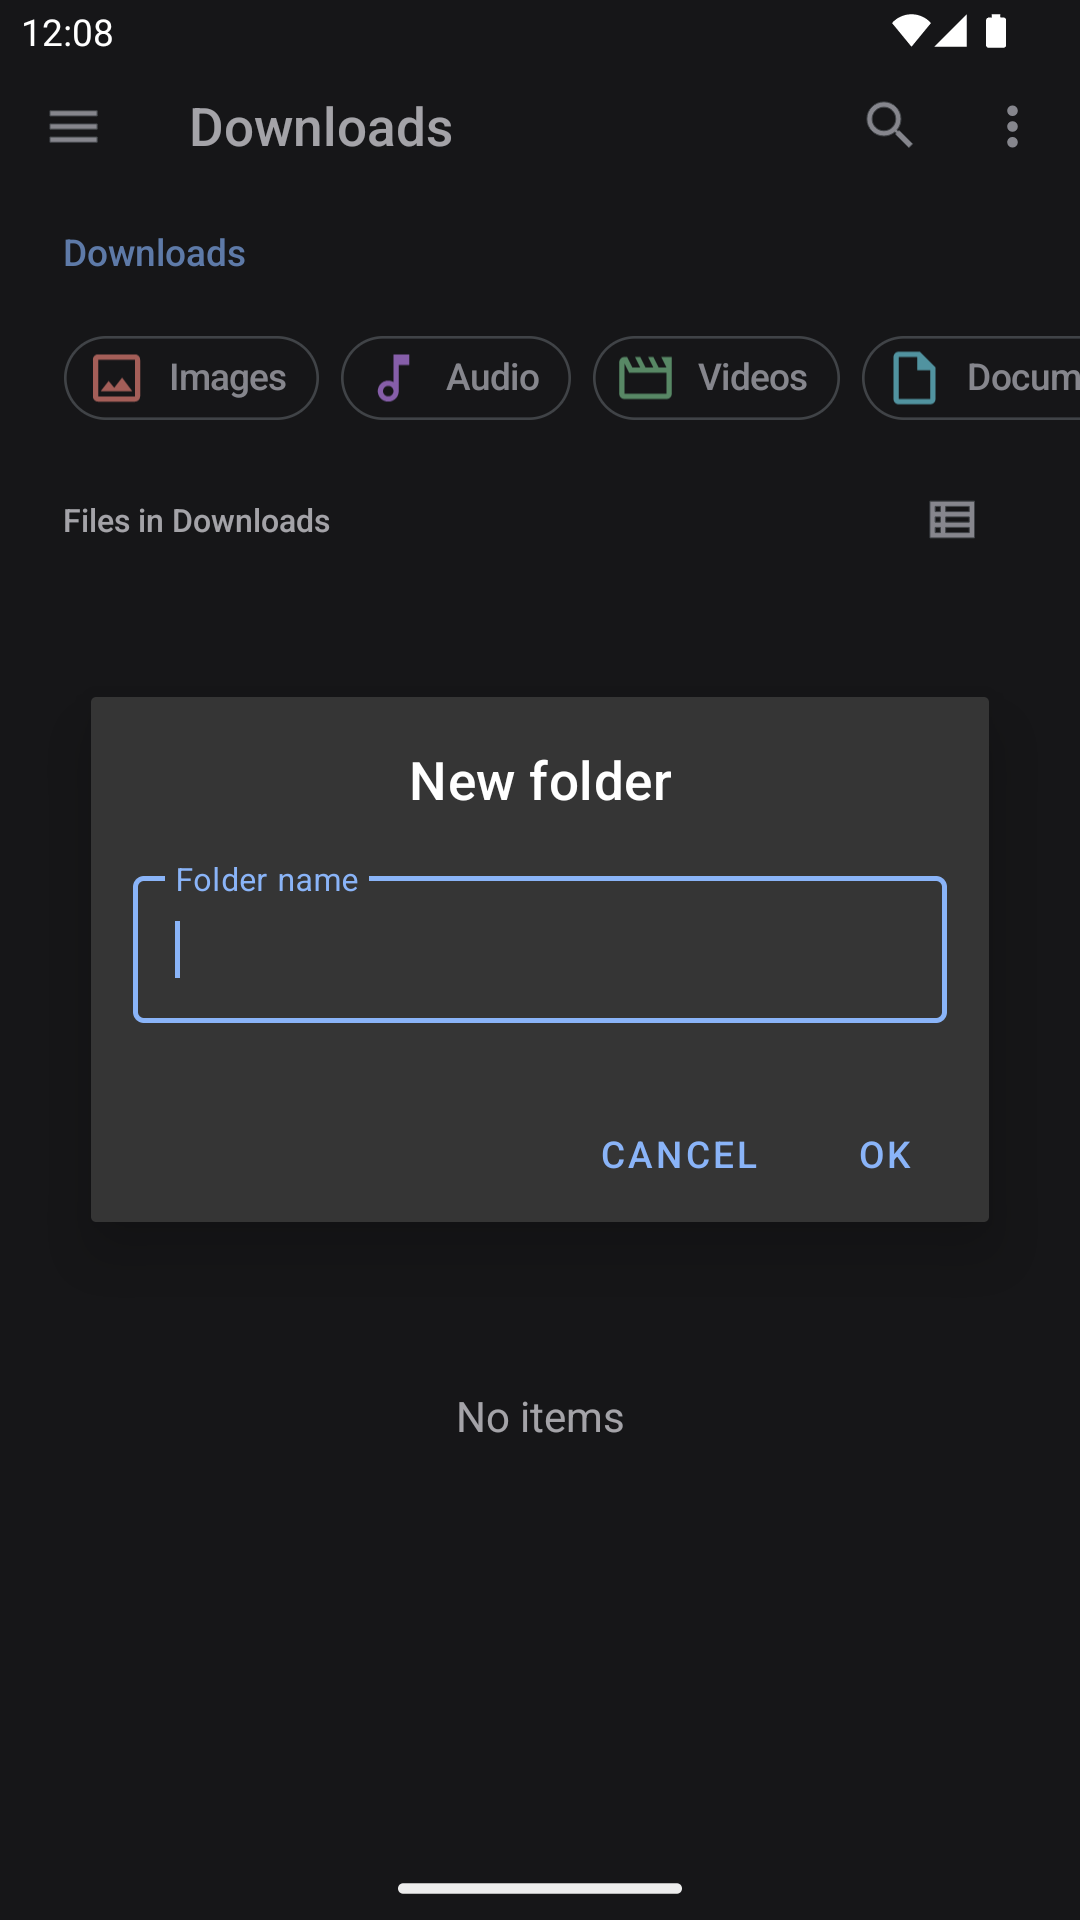 12:08
Downloads
Downloads
Images
Audio
Videos
Docum
Files in Downloads
New folder
Folder name
CANCEL
OK
No items